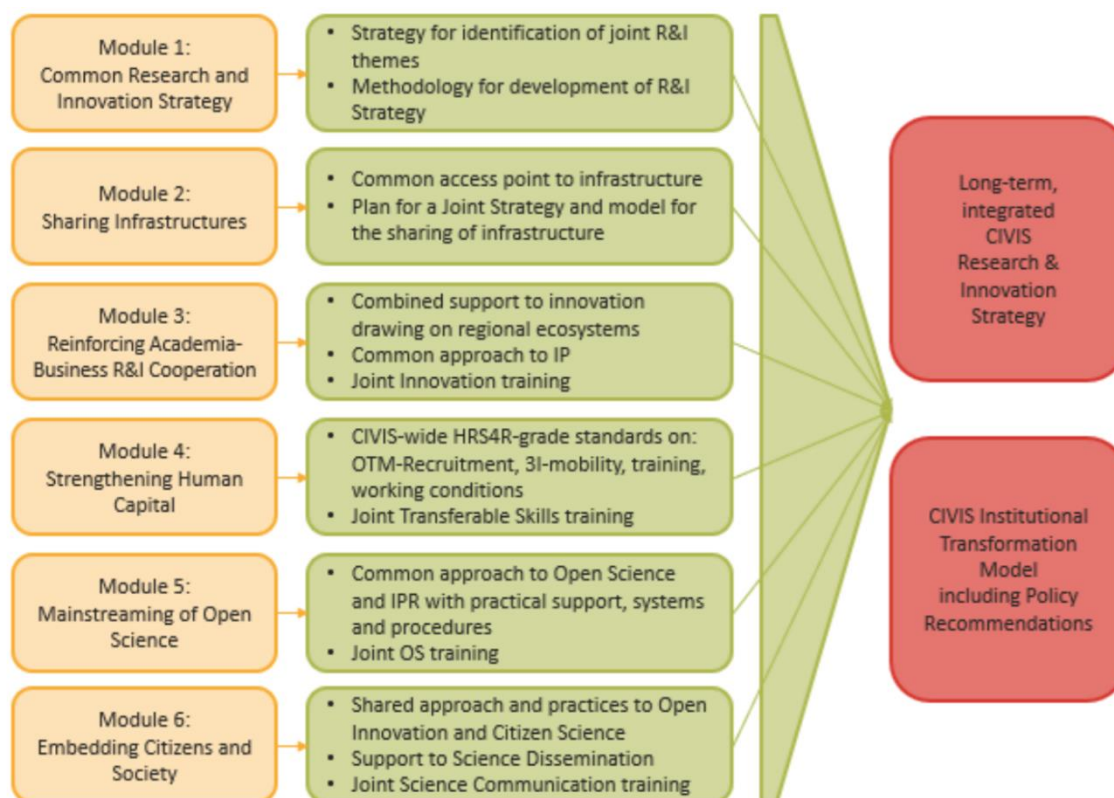 Module 1:
Common Research and
Innovation Strategy
• Strategy for identification of joint R&I
themes
• Methodology for development of R&I
Strategy
Module 2:
Sharing Infrastructures
• Common access point to infrastructure
• Plan for a Joint Strategy and model for
the sharing of infrastructure
Module 3:
Reinforcing Academia-
Business R&I Cooperation
• Combined support to innovation
drawing on regional ecosystems
• Common approach to IP
• Joint Innovation training
Module 4:
Strengthening Human
Capital
• CIVIS-wide HRS4R-grade standards on:
OTM-Recruitment, 3I-mobility, training,
working conditions
• Joint Transferable Skills training
Module 5:
Mainstreaming of Open
Science
• Common approach to Open Science
and IPR with practical support, systems
and procedures
• Joint OS training
Module 6:
Embedding Citizens and
Society
• Shared approach and practices to Open
Innovation and Citizen Science
• Support to Science Dissemination
• Joint Science Communication training
Long-term,
integrated
CIVIS
Research &
Innovation
Strategy
CIVIS Institutional
Transformation
Model
including Policy
Recommendations